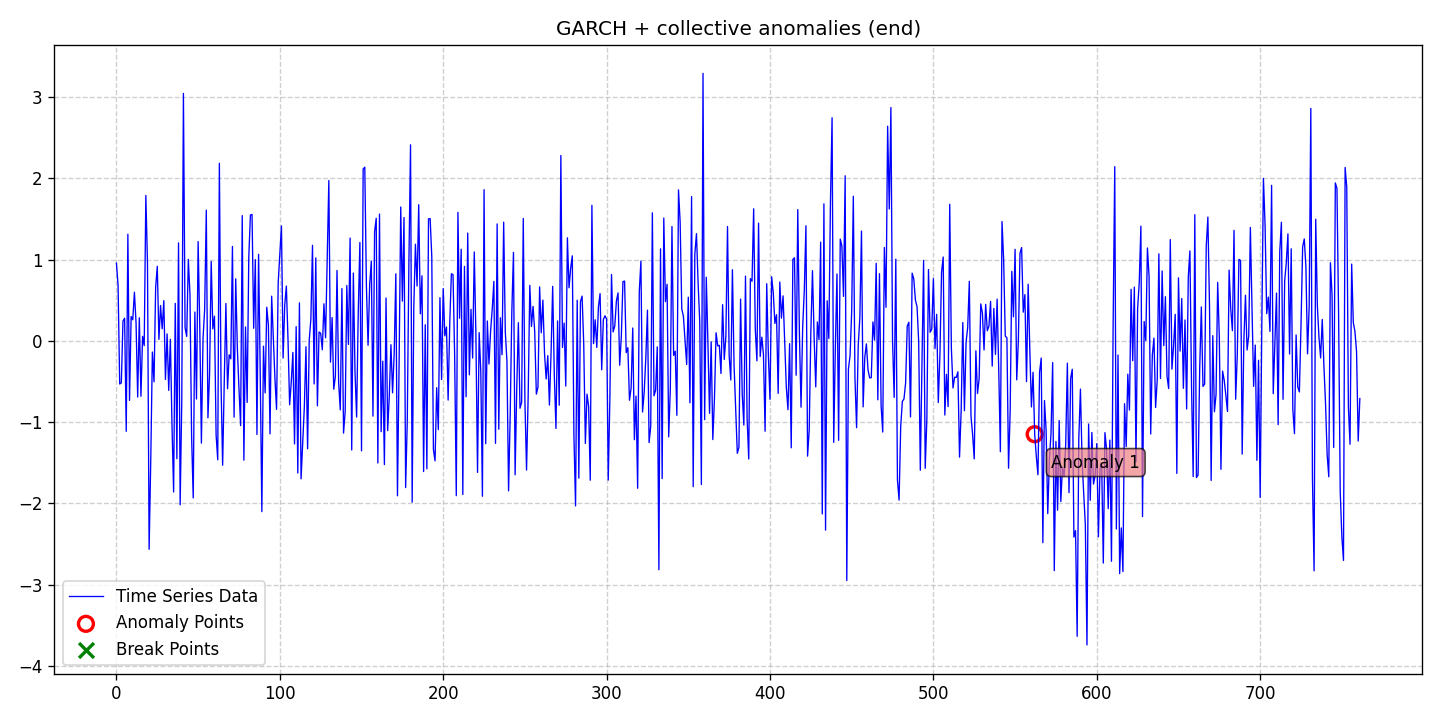 GARCH + collective anomalies (end)
3
2
1
0
−1
−2
−3
−4
Anomaly 1
Time Series Data
Anomaly Points
Break Points
0 100 200 300 400 500 600 700